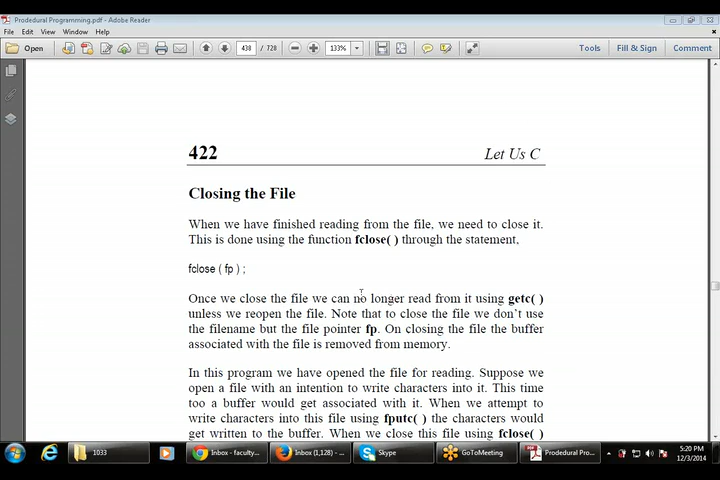 Prodedural Programming.pdf - Adobe Reader
File Edit View Window Help
Open 438 / 728 133% Tools Fill & Sign Comment
422 Let Us C
Closing the File
When we have finished reading from the file, we need to close it.
This is done using the function fclose( ) through the statement,
fclose ( fp ) ;
Once we close the file we can no longer read from it using getc( )
unless we reopen the file. Note that to close the file we don't use
the filename but the file pointer fp. On closing the file the buffer
associated with the file is removed from memory.
In this program we have opened the file for reading. Suppose we
open a file with an intention to write characters into it. This time
too a buffer would get associated with it. When we attempt to
write characters into this file using fputc( ) the characters would
get written to the buffer. When we close this file using fclose( )
1033 Inbox - faculty... Inbox (1,128) - ... Skype GoToMeeting Prodedural Progra... 5:20 PM
12/3/2014